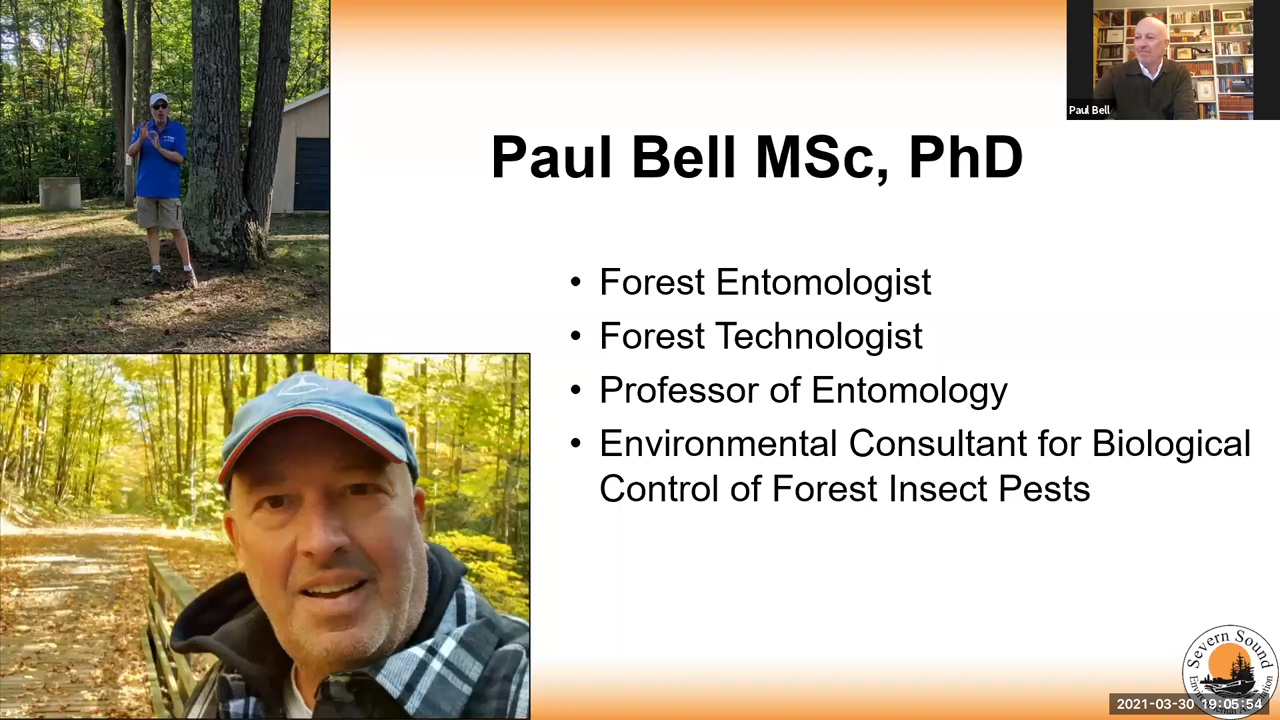 Paul Bell
Paul Bell MSc, PhD
• Forest Entomologist
• Forest Technologist
• Professor of Entomology
• Environmental Consultant for Biological
Control of Forest Insect Pests
Severn Sound
2021-03-30 19:05:54